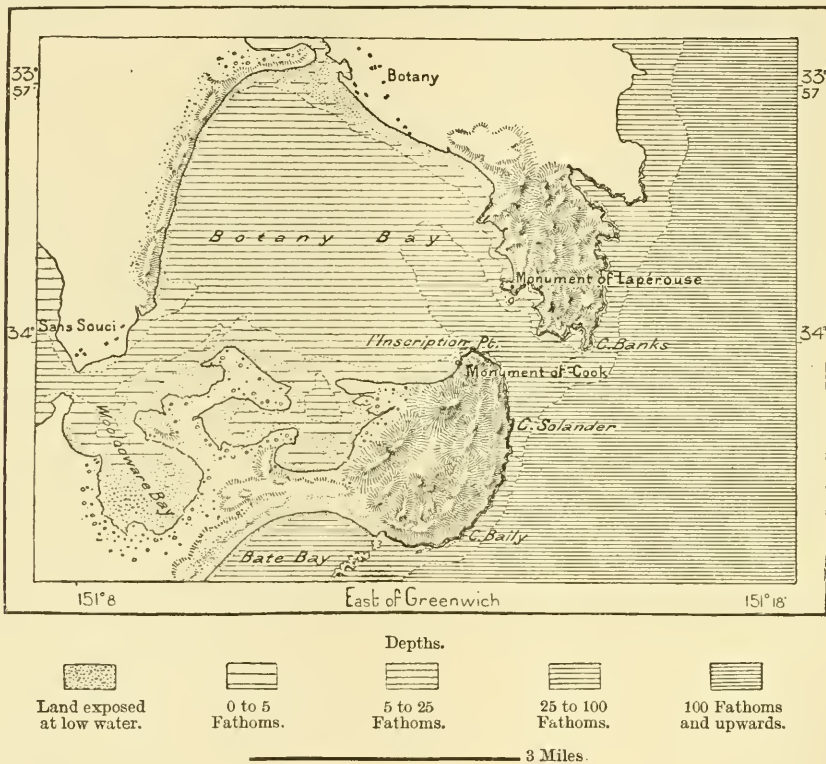 33°
57'
Botany
33°
57'
Botany Bay
Monument of Lapérouse
Sans Souci
34°
l'Inscription Pt.
C. Banks
34°
Monument of Cook
Woolooware Bay
C. Solander
C. Baily
Bate Bay
151°8
East of Greenwich
151°18'
Depths.
Land exposed
at low water.
0 to 5
Fathoms.
5 to 25
Fathoms.
25 to 100
Fathoms.
100 Fathoms
and upwards.
3 Miles.